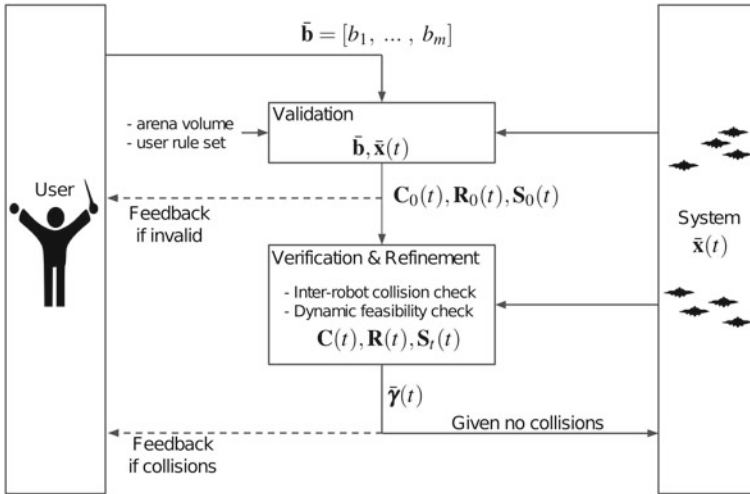 b̄ = [b₁, ... , bₘ]
Validation
- arena volume
- user rule set
b̄, x̄(t)
User
C₀(t), R₀(t), S₀(t)
Feedback
if invalid
System
x̄(t)
Verification & Refinement
- Inter-robot collision check
- Dynamic feasibility check
C(t), R(t), Sₜ(t)
γ̄(t)
Given no collisions
Feedback
if collisions